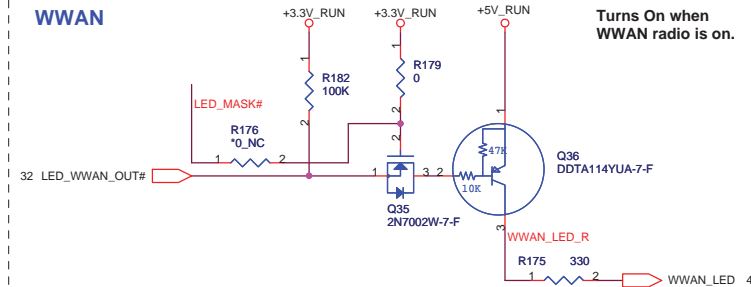 WWAN
+3.3V_RUN
+3.3V_RUN
+5V_RUN
Turns On when
WWAN radio is on.
1
1
R182
100K
R179
0
LED_MASK#
2
2
1
R176
*0_NC
1
2
2
47K
Q36
DDTA114YUA-7-F
32 LED_WWAN_OUT#
1
3
2
10K
Q35
2N7002W-7-F
3
WWAN_LED_R
R175 330
1
2
WWAN_LED 4